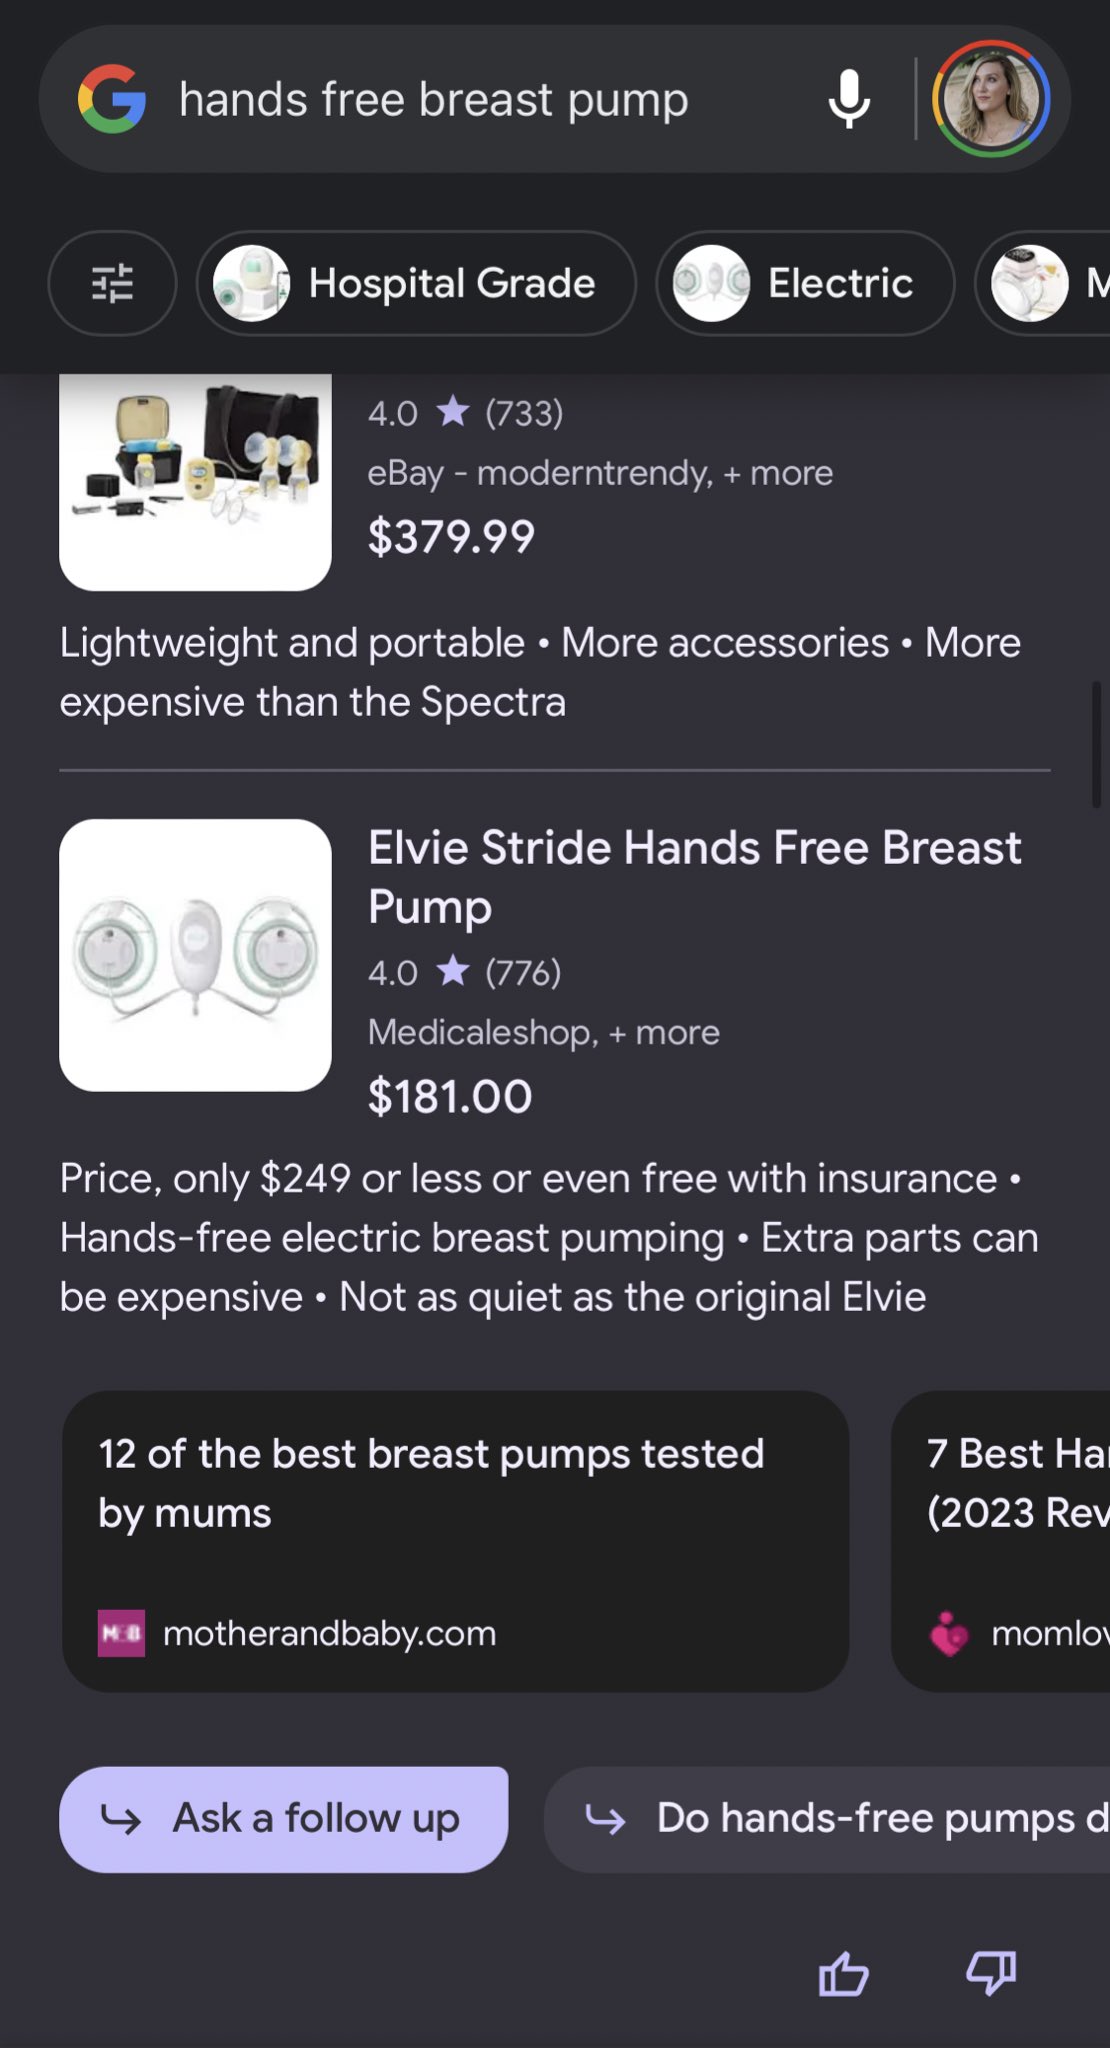 hands free breast pump
Hospital Grade
Electric
4.0 ★ (733)
eBay - moderntrendy, + more
$379.99
Lightweight and portable • More accessories • More
expensive than the Spectra
Elvie Stride Hands Free Breast
Pump
4.0 ★ (776)
Medicaleshop, + more
$181.00
Price, only $249 or less or even free with insurance •
Hands-free electric breast pumping • Extra parts can
be expensive • Not as quiet as the original Elvie
12 of the best breast pumps tested
by mums
M&B motherandbaby.com
7 Best
(2023
Ask a follow up
Do hands-free pumps